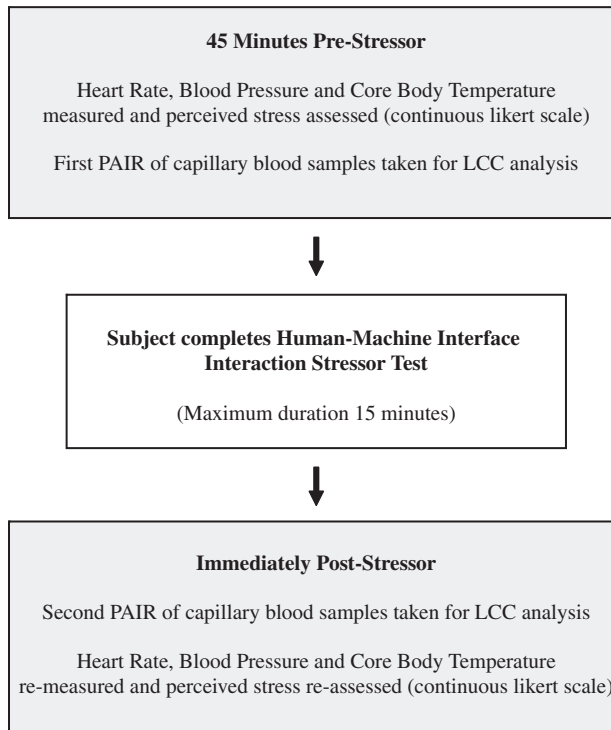 45 Minutes Pre-Stressor
Heart Rate, Blood Pressure and Core Body Temperature
measured and perceived stress assessed (continuous likert scale)
First PAIR of capillary blood samples taken for LCC analysis
Subject completes Human-Machine Interface
Interaction Stressor Test
(Maximum duration 15 minutes)
Immediately Post-Stressor
Second PAIR of capillary blood samples taken for LCC analysis
Heart Rate, Blood Pressure and Core Body Temperature
re-measured and perceived stress re-assessed (continuous likert scale)